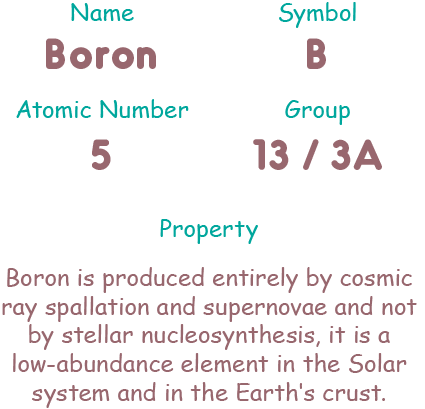 Name Symbol
Boron B
Atomic Number Group
5 13 / 3A
Property
Boron is produced entirely by cosmic
ray spallation and supernovae and not
by stellar nucleosynthesis, it is a
low-abundance element in the Solar
system and in the Earth's crust.